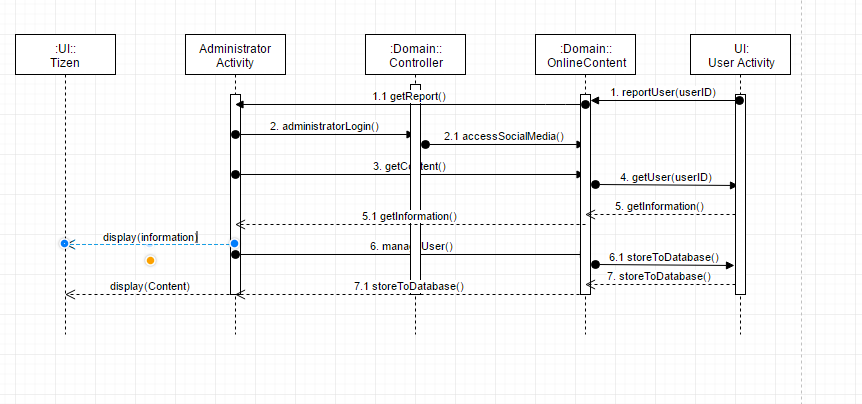 :UI::
Tizen
Administrator
Activity
:Domain::
Controller
:Domain::
OnlineContent
UI:
User Activity
1. reportUser(userID)
1.1 getReport()
2. administratorLogin()
2.1 accessSocialMedia()
3. getContent()
4. getUser(userID)
5. getInformation()
5.1 getInformation()
display(information)
6. manageUser()
6.1 storeToDatabase()
7. storeToDatabase()
display(Content)
7.1 storeToDatabase()